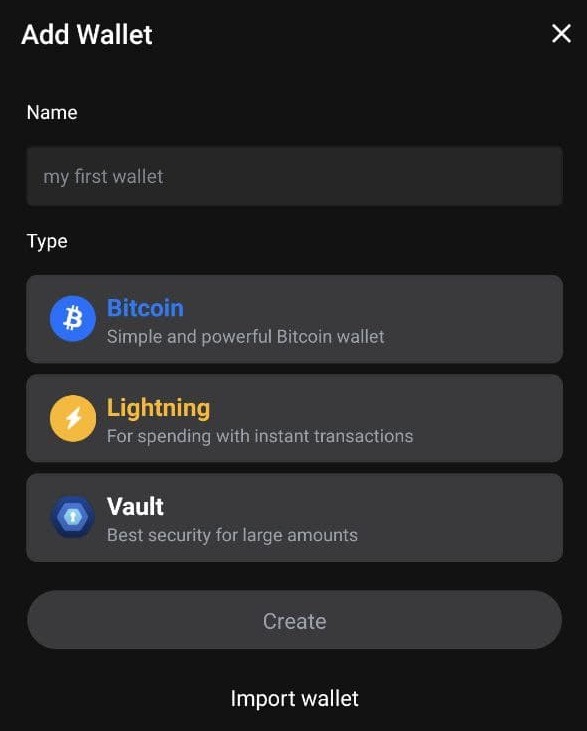 Add Wallet
Name
my first wallet
Type
Bitcoin
Simple and powerful Bitcoin wallet
Lightning
For spending with instant transactions
Vault
Best security for large amounts
Create
Import wallet